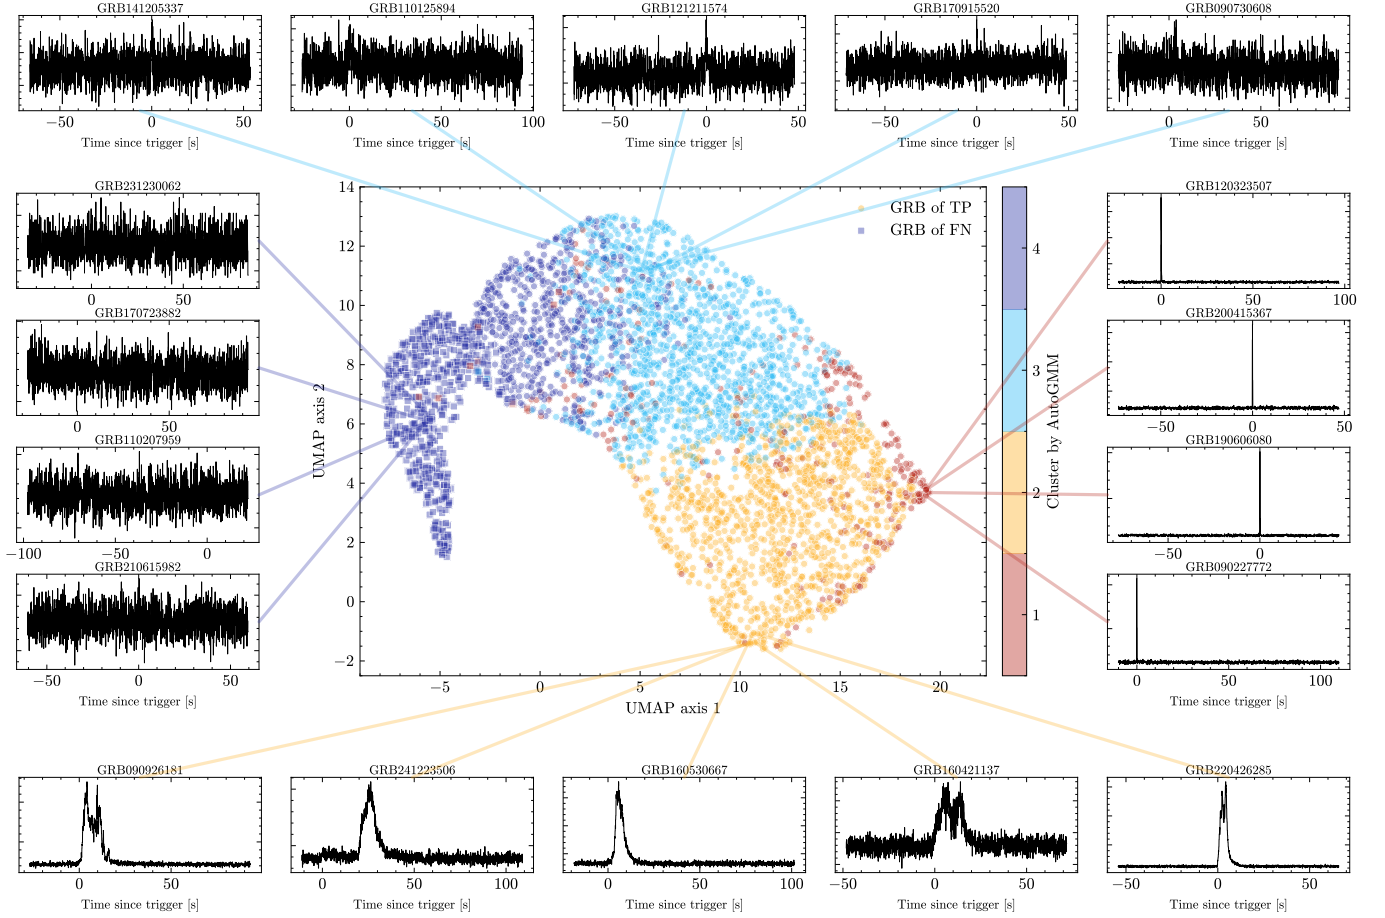 GRB141205337
GRB110125894
GRB121211574
GRB170915520
GRB090730608
−50 0 50
0 50 100
−50 0 50
−50 0 50
0 50
Time since trigger [s]
Time since trigger [s]
Time since trigger [s]
Time since trigger [s]
Time since trigger [s]
GRB231230062
0 50
GRB170723882
0 50
GRB110207959
−100 −50 0
GRB210615982
−50 0 50
Time since trigger [s]
14
12
10
8
6
4
2
0
−2
UMAP axis 2
GRB of TP
GRB of FN
−5 0 5 10 15 20
UMAP axis 1
4
3
2
1
Cluster by AutoGMM
GRB120323507
0 50 100
GRB200415367
−50 0 50
GRB190606080
−50 0
GRB090227772
0 50 100
Time since trigger [s]
GRB090926181
GRB241223506
GRB160530667
GRB160421137
GRB220426285
0 50
0 50 100
0 50 100
−50 0 50
−50 0 50
Time since trigger [s]
Time since trigger [s]
Time since trigger [s]
Time since trigger [s]
Time since trigger [s]